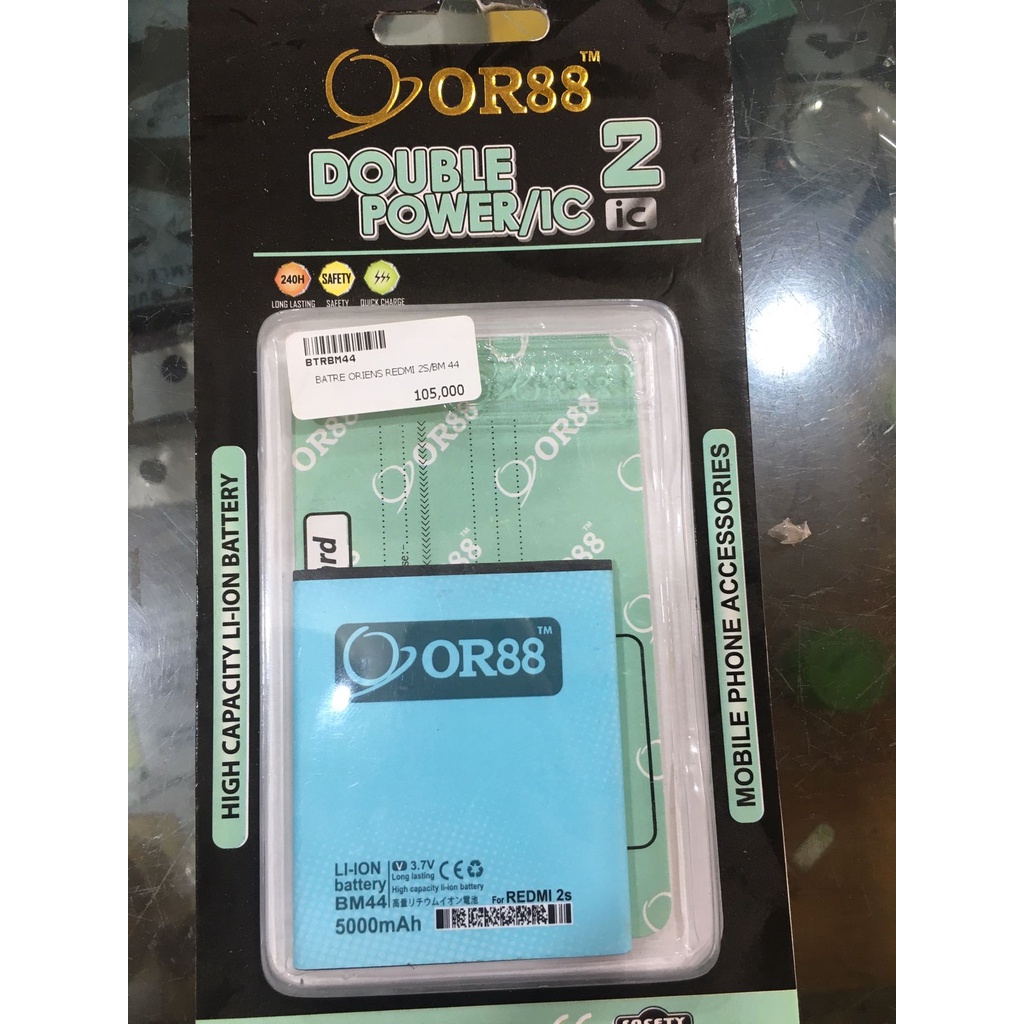 OR88™
DOUBLE
POWER/IC
2
ic
240H
SAFETY
LONG LASTING
SAFETY
QUICK CHARGE
BTRBM44
BATRE ORIENS REDMI 2S/BM 44
105,000
OR88
OR88
OR88™
HIGH CAPACITY LI-ION BATTERY
MOBILE PHONE ACCESSORIES
OR88™
LI-ION
battery
BM44
5000mAh
V 3.7V
Long lasting
CE
High capacity li-ion battery
高量リチウムイオン電池
For REDMI 2s
SAFETY